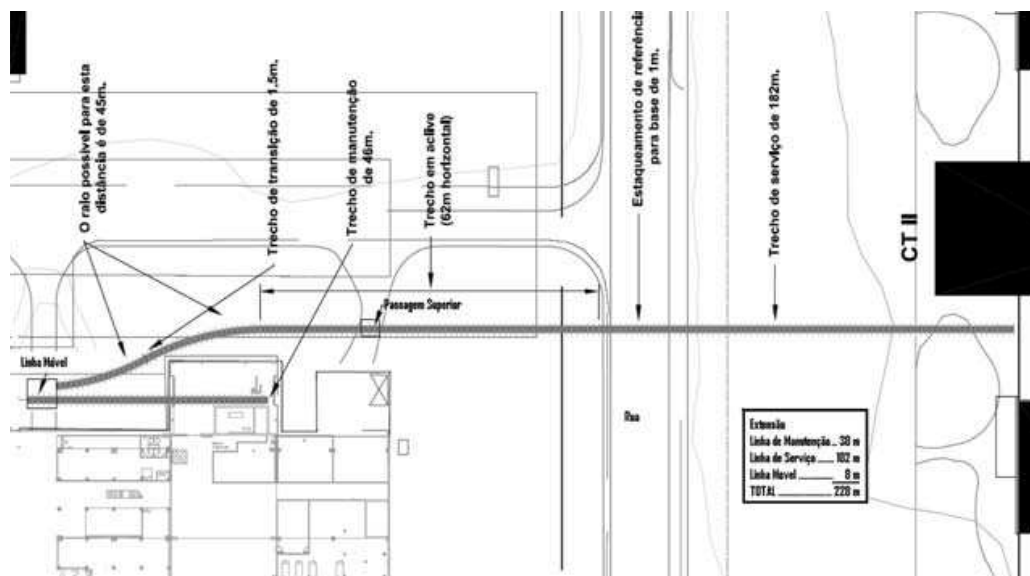 O raio possível para esta
distância é de 45m.
Trecho de transição de 1.5m.
Trecho de manutenção
de 46m.
Trecho em aclive
(62m horizontal)
Estaqueamento de referência
para base de 1m.
Trecho de serviço de 182m.
CT II
Passagem Superior
Linha Móvel
Rua
Extensão
Linha de Manutenção .. 38 m
Linha de Serviço ..... 182 m
Linha Movel .......... 8 m
TOTAL ................ 228 m